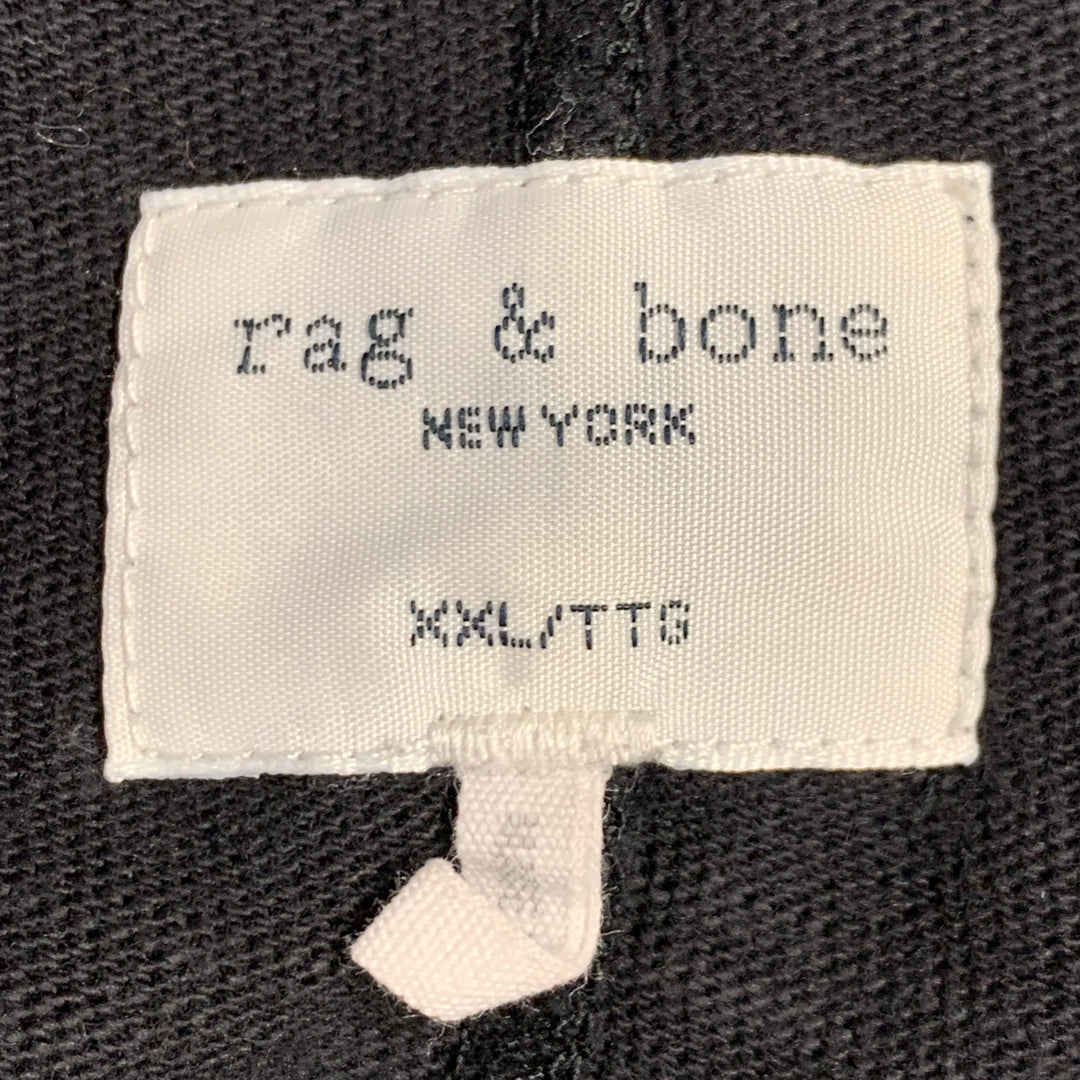 rag & bone
NEW YORK
XXL/TTG